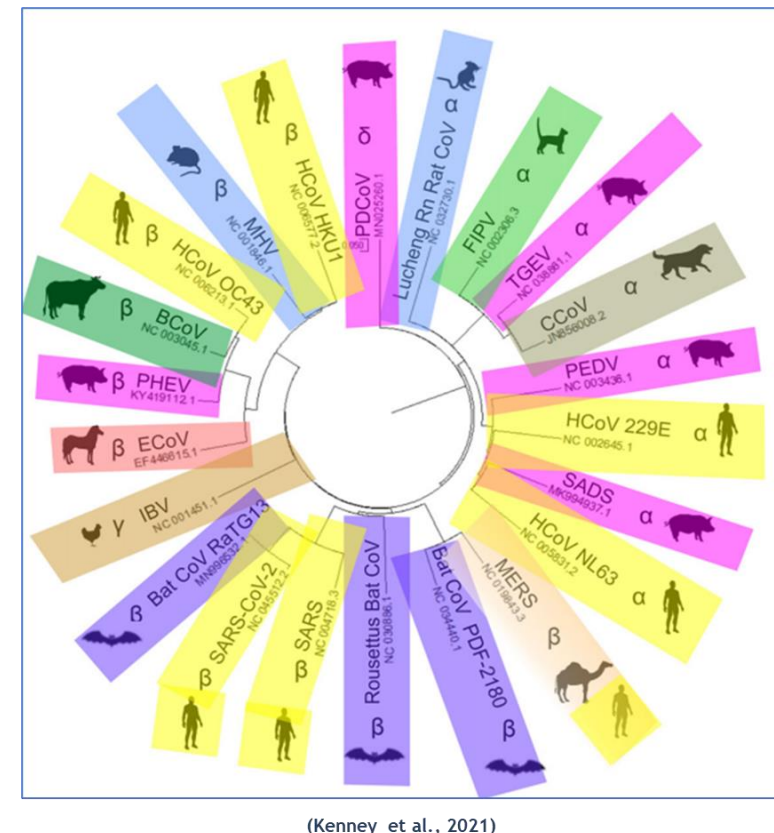 PDCoV
MN025260.1
δ
0.050
Lucheng Rn Rat CoV
NC 032730.1
α
FIPV
NC 002306.3
α
TGEV
NC 038861.1
α
CCoV
JN856008.2
α
PEDV
NC 003436.1
α
HCoV 229E
NC 002645.1
α
SADS
MK994937.1
α
HCoV NL63
NC 005831.2
α
MERS
NC 019843.3
β
Bat CoV PDF-2180
NC 034440.1
β
Rousettus Bat CoV
NC 030886.1
β
SARS
NC 004718.3
β
SARS-CoV-2
NC 045512.2
β
Bat CoV RaTG13
MN996532.1
β
IBV
NC 001451.1
γ
ECoV
EF446615.1
β
PHEV
KY419112.1
β
BCoV
NC 003045.1
β
HCoV OC43
NC 006213.1
β
MHV
NC 001846.1
β
HCoV HKU1
NC 006577.2
β
(Kenney et al., 2021)